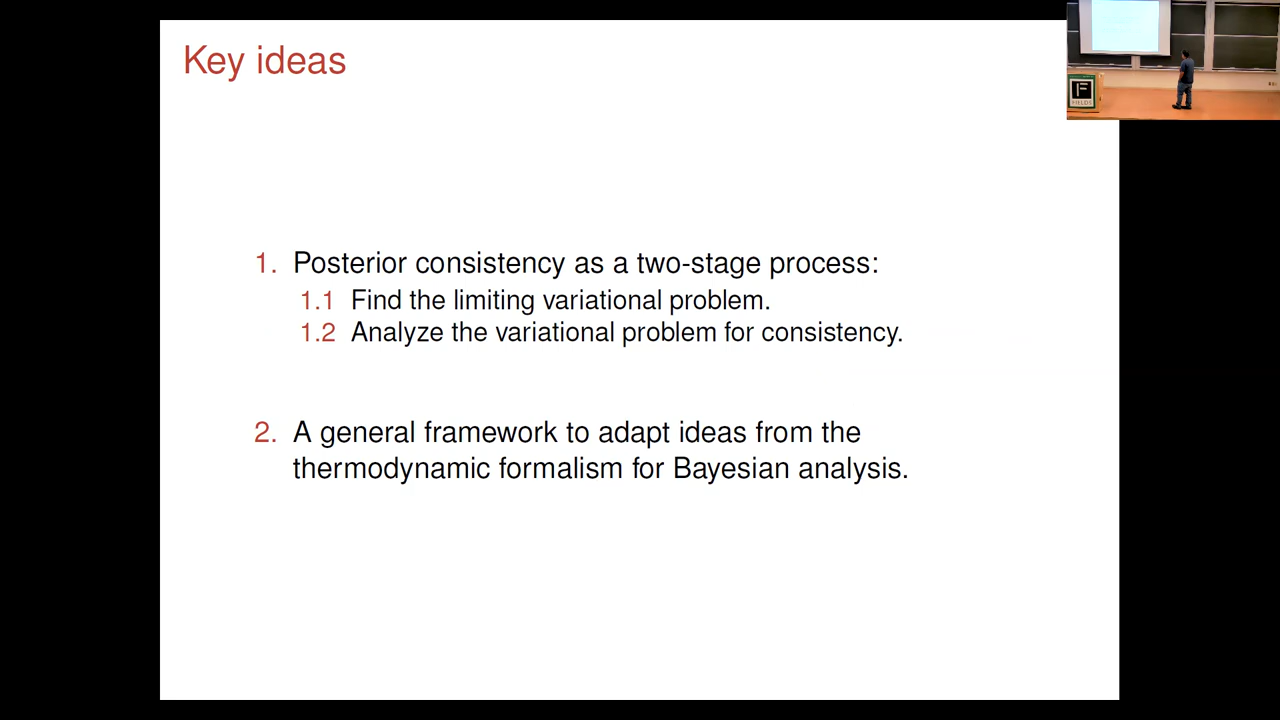 Key ideas
1. Posterior consistency as a two-stage process:
1.1 Find the limiting variational problem.
1.2 Analyze the variational problem for consistency.
2. A general framework to adapt ideas from the
thermodynamic formalism for Bayesian analysis.
FIELDS